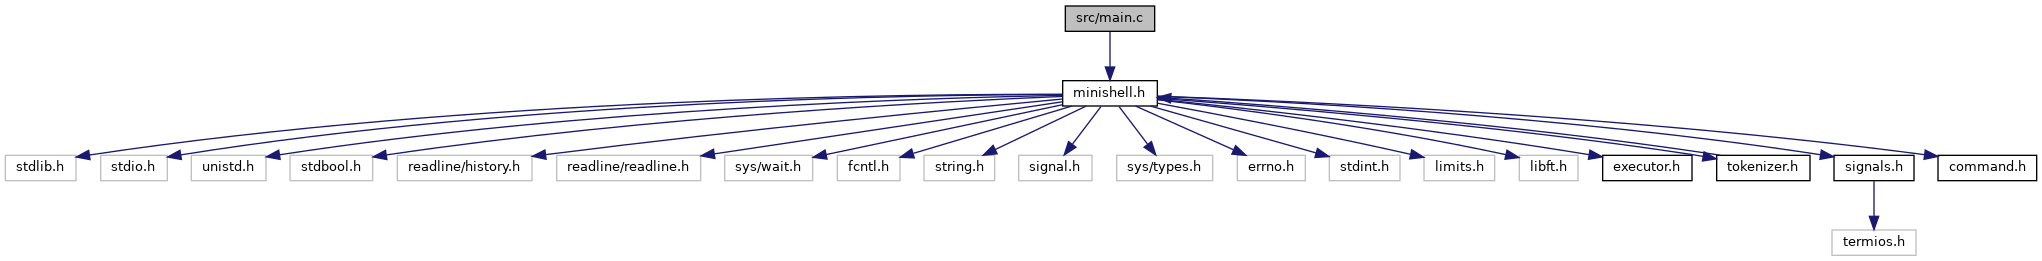 src/main.c
minishell.h
stdlib.h
stdio.h
unistd.h
stdbool.h
readline/history.h
readline/readline.h
sys/wait.h
fcntl.h
string.h
signal.h
sys/types.h
errno.h
stdint.h
limits.h
libft.h
executor.h
tokenizer.h
signals.h
command.h
termios.h